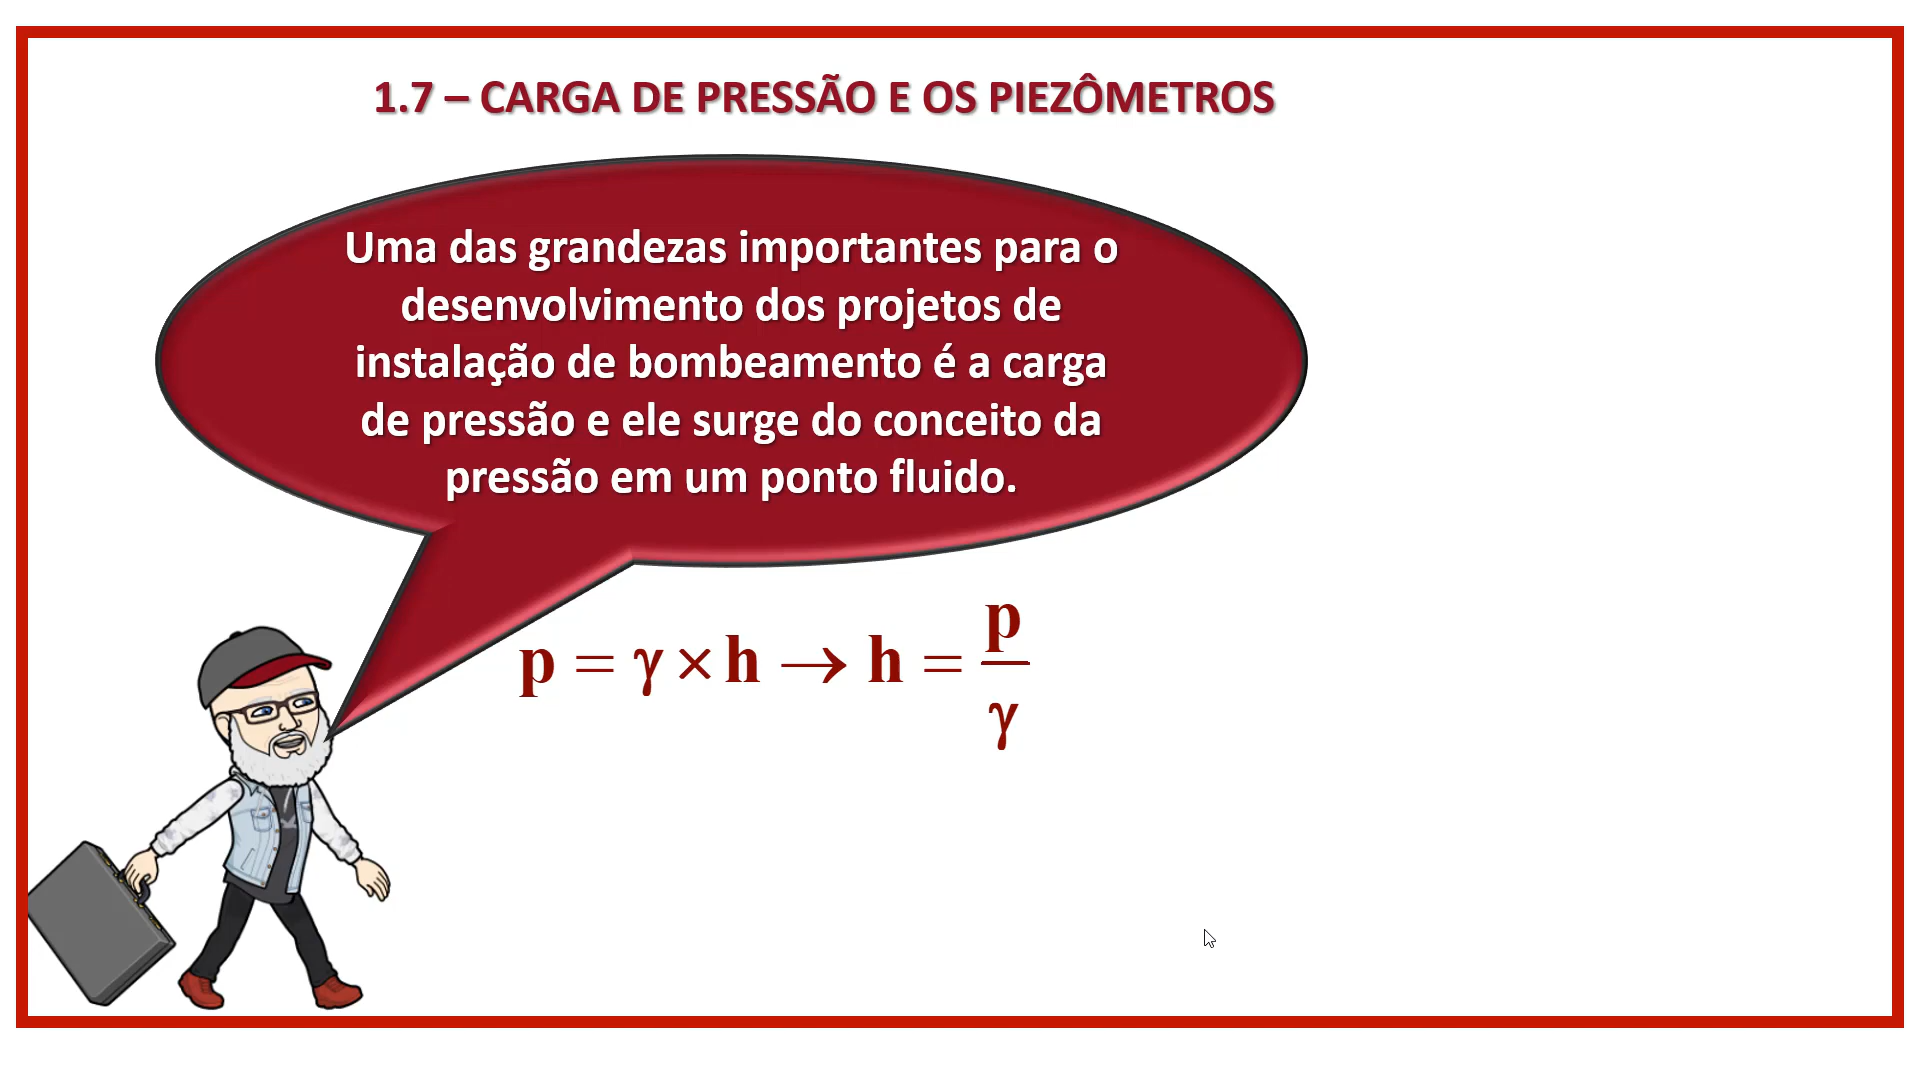 1.7 – CARGA DE PRESSÃO E OS PIEZÔMETROS
Uma das grandezas importantes para o
desenvolvimento dos projetos de
instalação de bombeamento é a carga
de pressão e ele surge do conceito da
pressão em um ponto fluido.
p = γ × h → h = p/γ